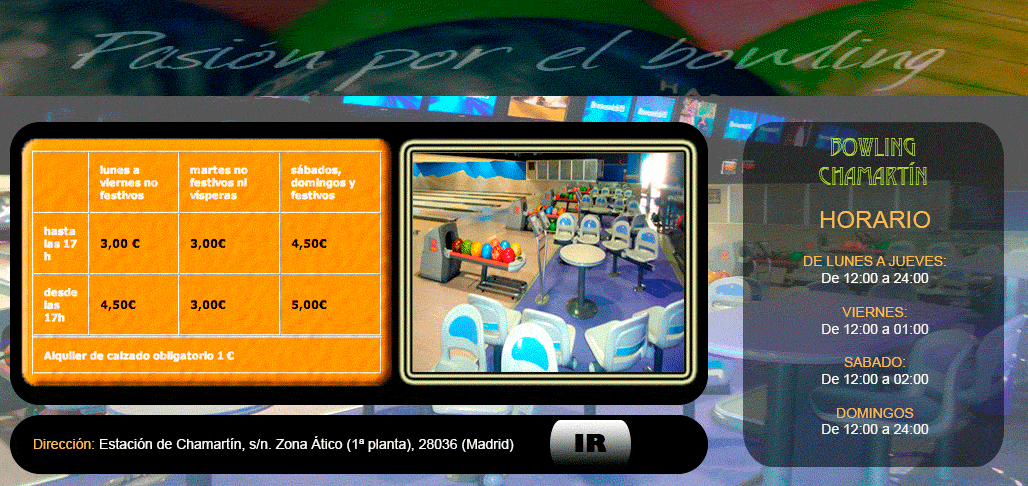 Pasión por el bowling
lunes a
viernes no
festivos
martes no
festivos ni
vísperas
sábados,
domingos y
festivos
hasta
las 17
h
3,00 €
3,00€
4,50€
desde
las
17h
4,50€
3,00€
5,00€
Alquiler de calzado obligatorio 1 €
Dirección: Estación de Chamartín, s/n. Zona Ático (1ª planta), 28036 (Madrid)
IR
BOWLING
CHAMARTÍN
HORARIO
DE LUNES A JUEVES:
De 12:00 a 24:00
VIERNES:
De 12:00 a 01:00
SABADO:
De 12:00 a 02:00
DOMINGOS
De 12:00 a 24:00